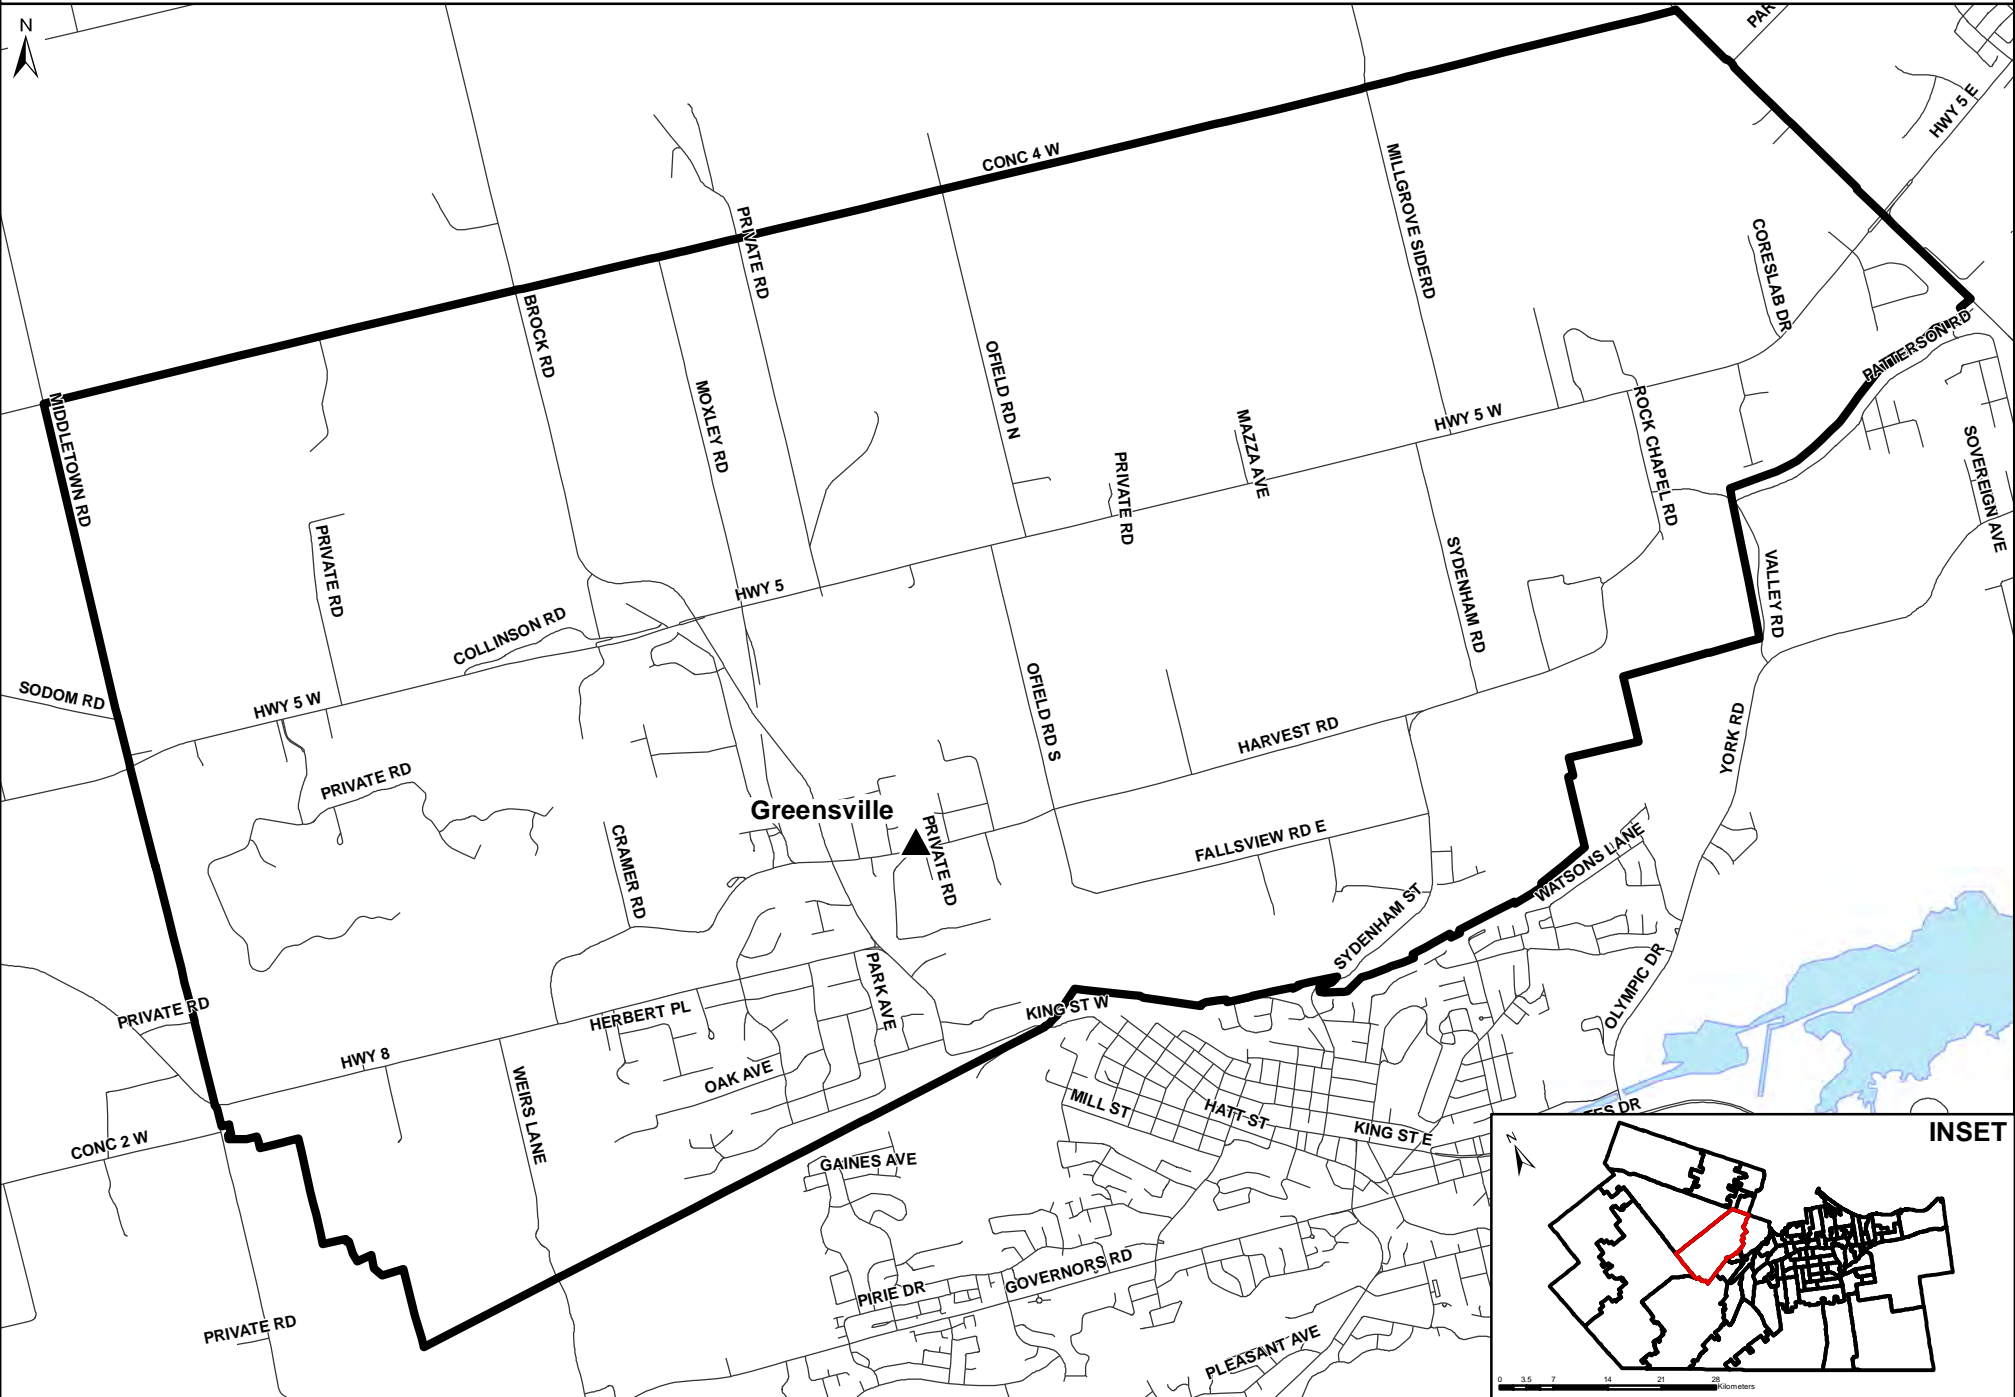 N
PAR
HWY 5 E
CONC 4 W
MILLGROVE SIDERD
PRIVATE RD
CORESLAB DR
BROCK RD
PATTERSON RD
OFIELD RD N
MOXLEY RD
MIDDLETOWN RD
ROCK CHAPEL RD
HWY 5 W
MAZZA AVE
SOVEREIGN AVE
PRIVATE RD
PRIVATE RD
SYDENHAM RD
VALLEY RD
HWY 5
COLLINSON RD
OFIELD RD S
SODOM RD
HWY 5 W
YORK RD
HARVEST RD
PRIVATE RD
Greensville
PRIVATE RD
CRAMER RD
FALLSVIEW RD E
WATSONS LANE
SYDENHAM ST
PARK AVE
OLYMPIC DR
PRIVATE RD
HERBERT PL
KING ST W
HWY 8
OAK AVE
WEIRS LANE
MILL ST
HATT ST
KING ST E
TES DR
CONC 2 W
GAINES AVE
INSET
N
GOVERNORS RD
PIRIE DR
PRIVATE RD
PLEASANT AVE
0 3.5 7 14 21 28
Kilometers